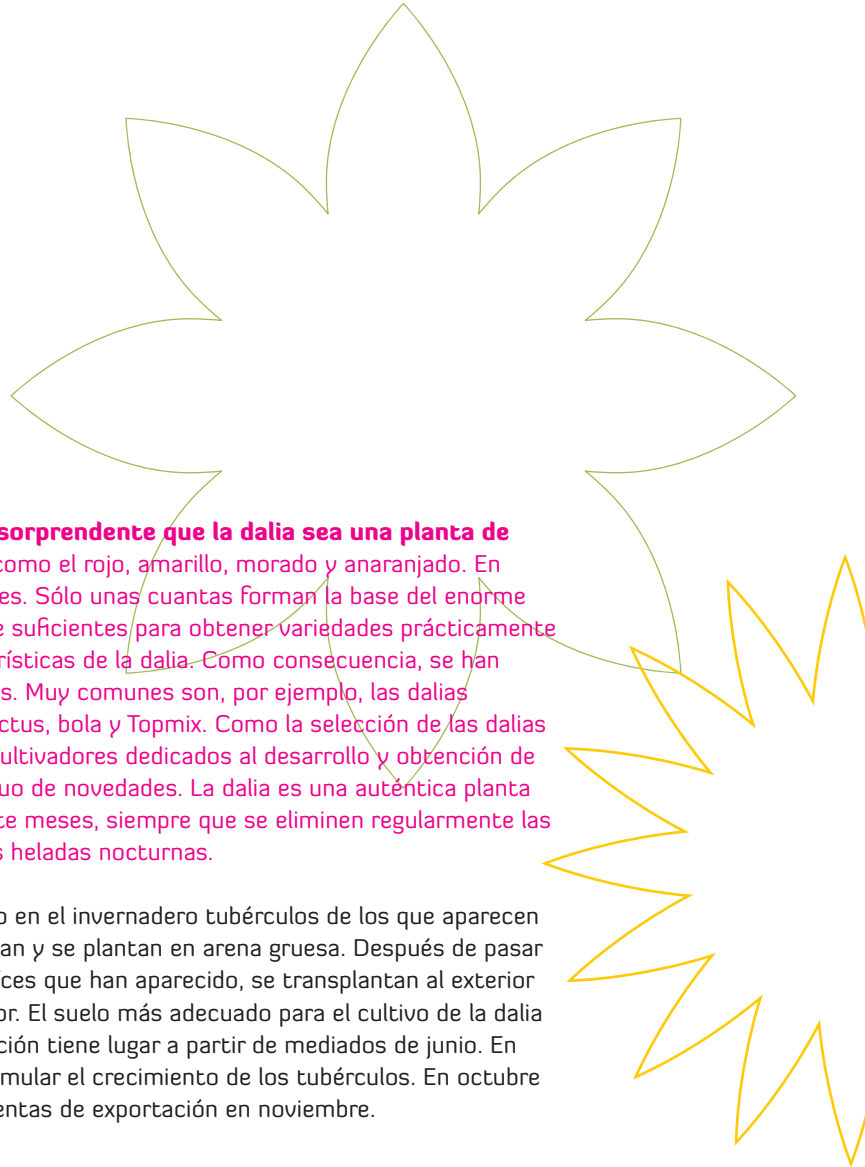 sorprendente que la dalia sea una planta de
como el rojo, amarillo, morado y anaranjado. En
es. Sólo unas cuantas forman la base del enorme
e suficientes para obtener variedades prácticamente
rísticas de la dalia. Como consecuencia, se han
s. Muy comunes son, por ejemplo, las dalias
ctus, bola y Topmix. Como la selección de las dalias
ultivadores dedicados al desarrollo y obtención de
uo de novedades. La dalia es una auténtica planta
te meses, siempre que se eliminen regularmente las
s heladas nocturnas.
o en el invernadero tubérculos de los que aparecen
an y se plantan en arena gruesa. Después de pasar
íces que han aparecido, se transplantan al exterior
or. El suelo más adecuado para el cultivo de la dalia
ción tiene lugar a partir de mediados de junio. En
mular el crecimiento de los tubérculos. En octubre
entas de exportación en noviembre.